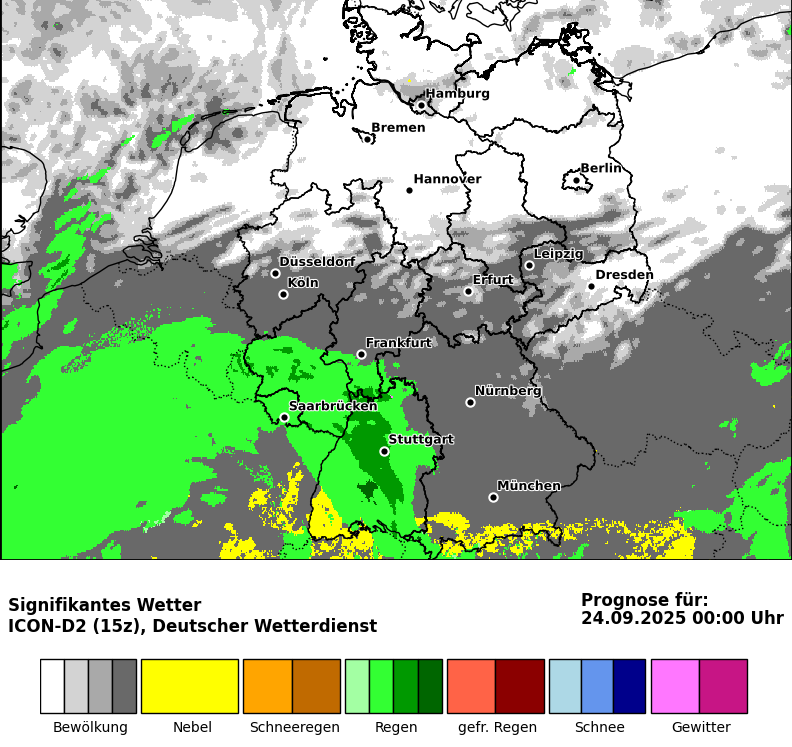 Hamburg
Bremen
Berlin
Hannover
Leipzig
Düsseldorf
Dresden
Köln
Erfurt
Frankfurt
Nürnberg
Saarbrücken
Stuttgart
München
Signifikantes Wetter
ICON-D2 (15z), Deutscher Wetterdienst
Prognose für:
24.09.2025 00:00 Uhr
Bewölkung Nebel Schneeregen Regen gefr. Regen Schnee Gewitter